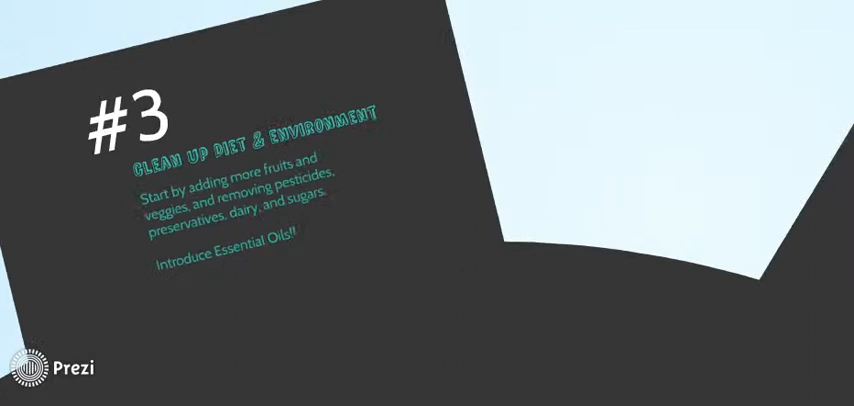 #3
CLEAN UP DIET & ENVIRONMENT
Start by adding more fruits and
veggies, and removing pesticides,
preservatives, dairy, and sugars.
Introduce Essential Oils!!
Prezi